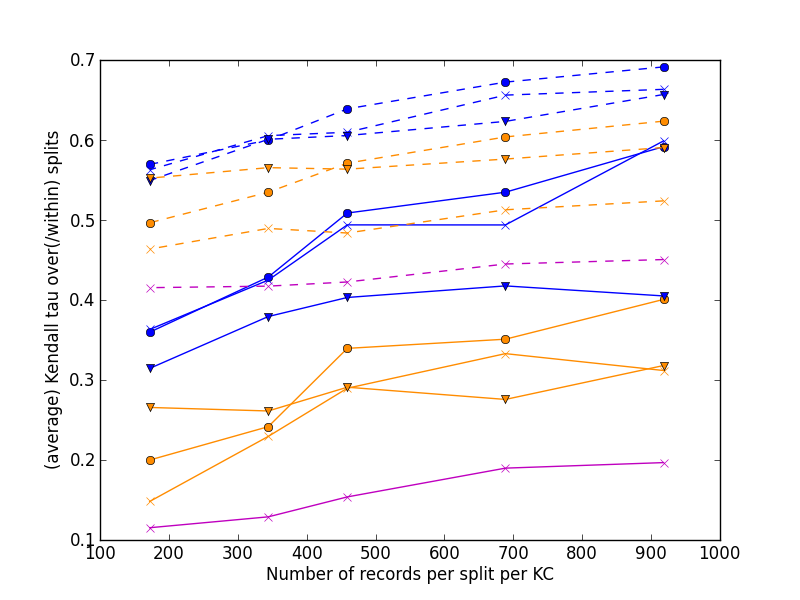 0.7
0.6
0.5
0.4
0.3
0.2
0.1
(average) Kendall tau over(/within) splits
100 200 300 400 500 600 700 800 900 1000
Number of records per split per KC